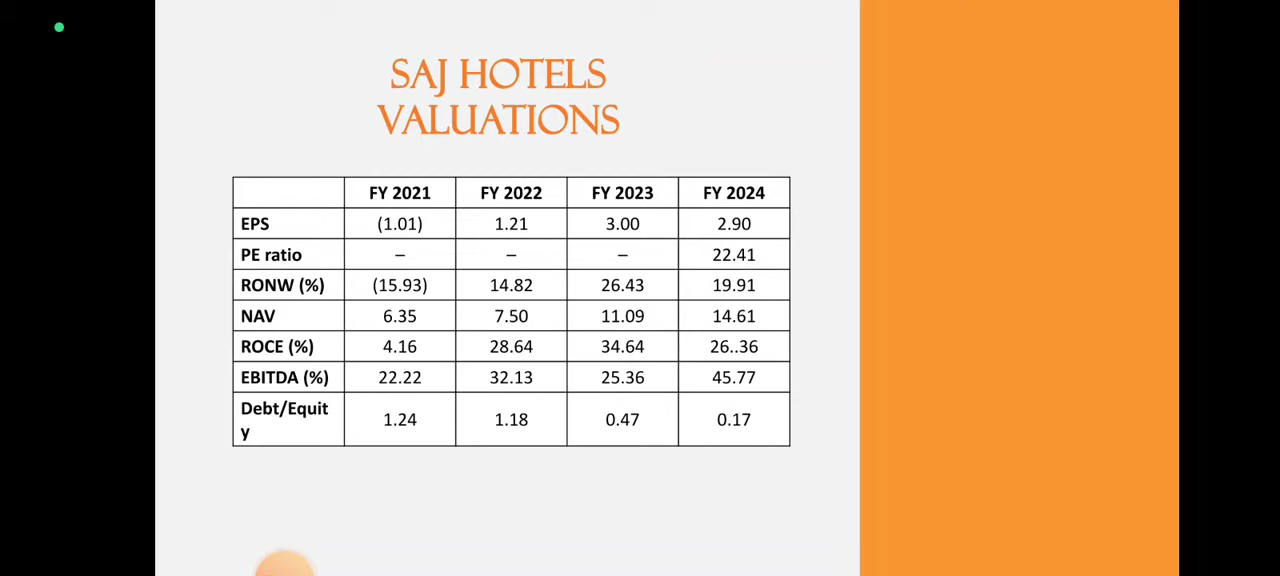 SAJ HOTELS
VALUATIONS
FY 2021 FY 2022 FY 2023 FY 2024
EPS (1.01) 1.21 3.00 2.90
PE ratio – – – 22.41
RONW (%) (15.93) 14.82 26.43 19.91
NAV 6.35 7.50 11.09 14.61
ROCE (%) 4.16 28.64 34.64 26..36
EBITDA (%) 22.22 32.13 25.36 45.77
Debt/Equit
y 1.24 1.18 0.47 0.17